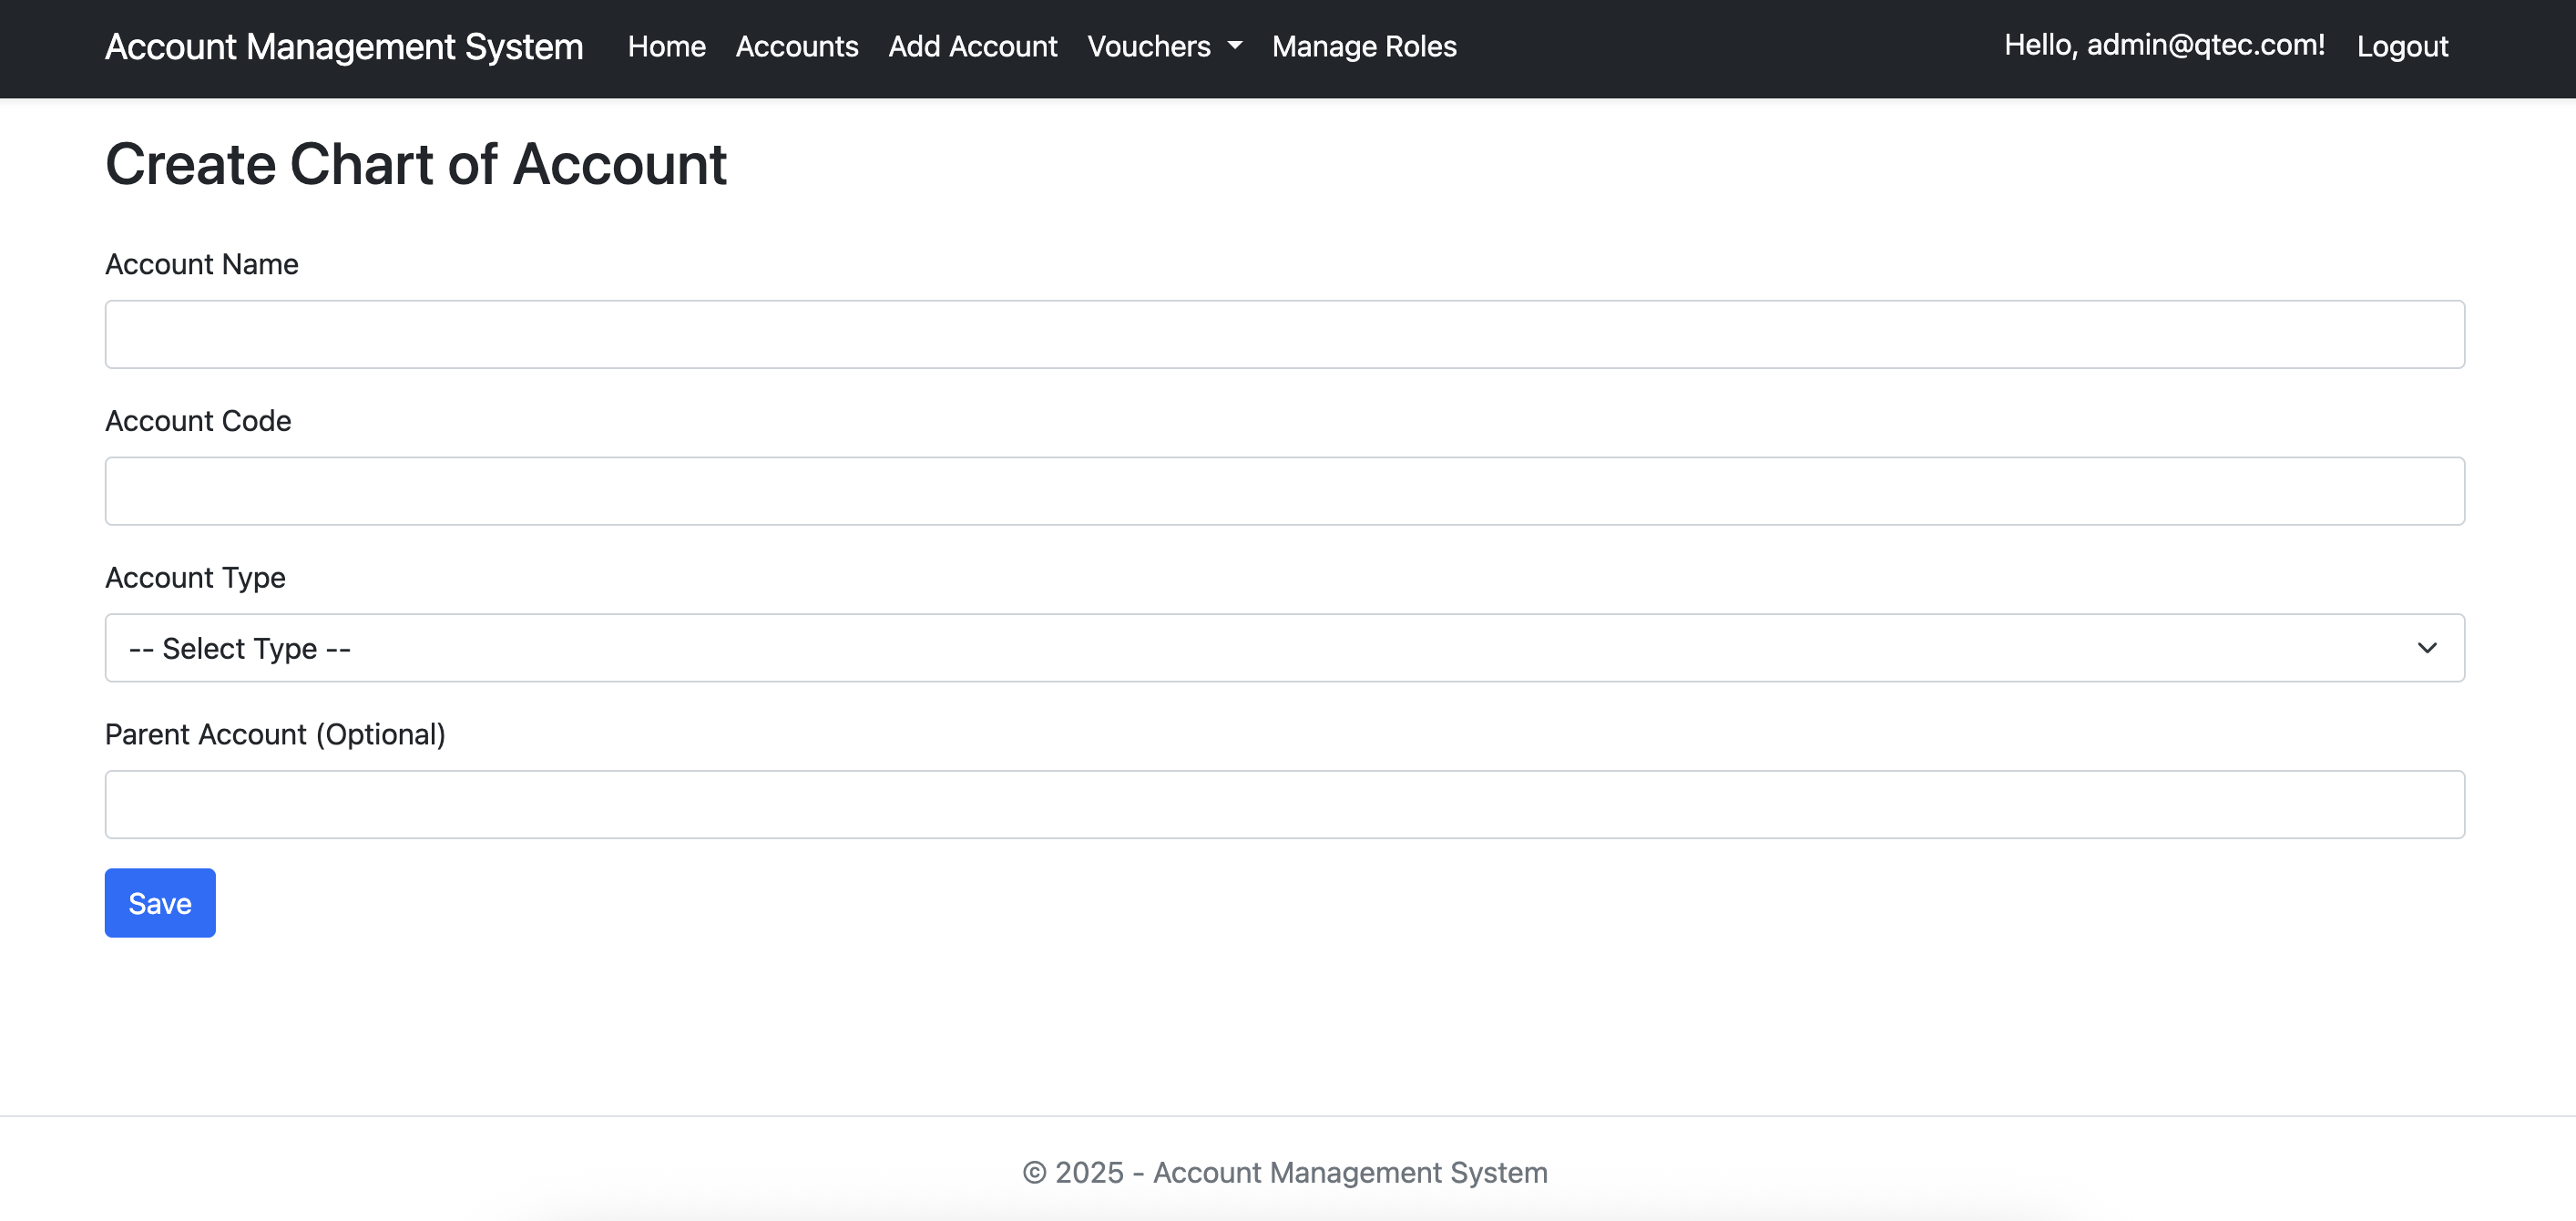 Account Management System Home Accounts Add Account Vouchers Manage Roles Hello, admin@qtec.com! Logout
Create Chart of Account
Account Name
Account Code
Account Type
-- Select Type --
Parent Account (Optional)
Save
© 2025 - Account Management System